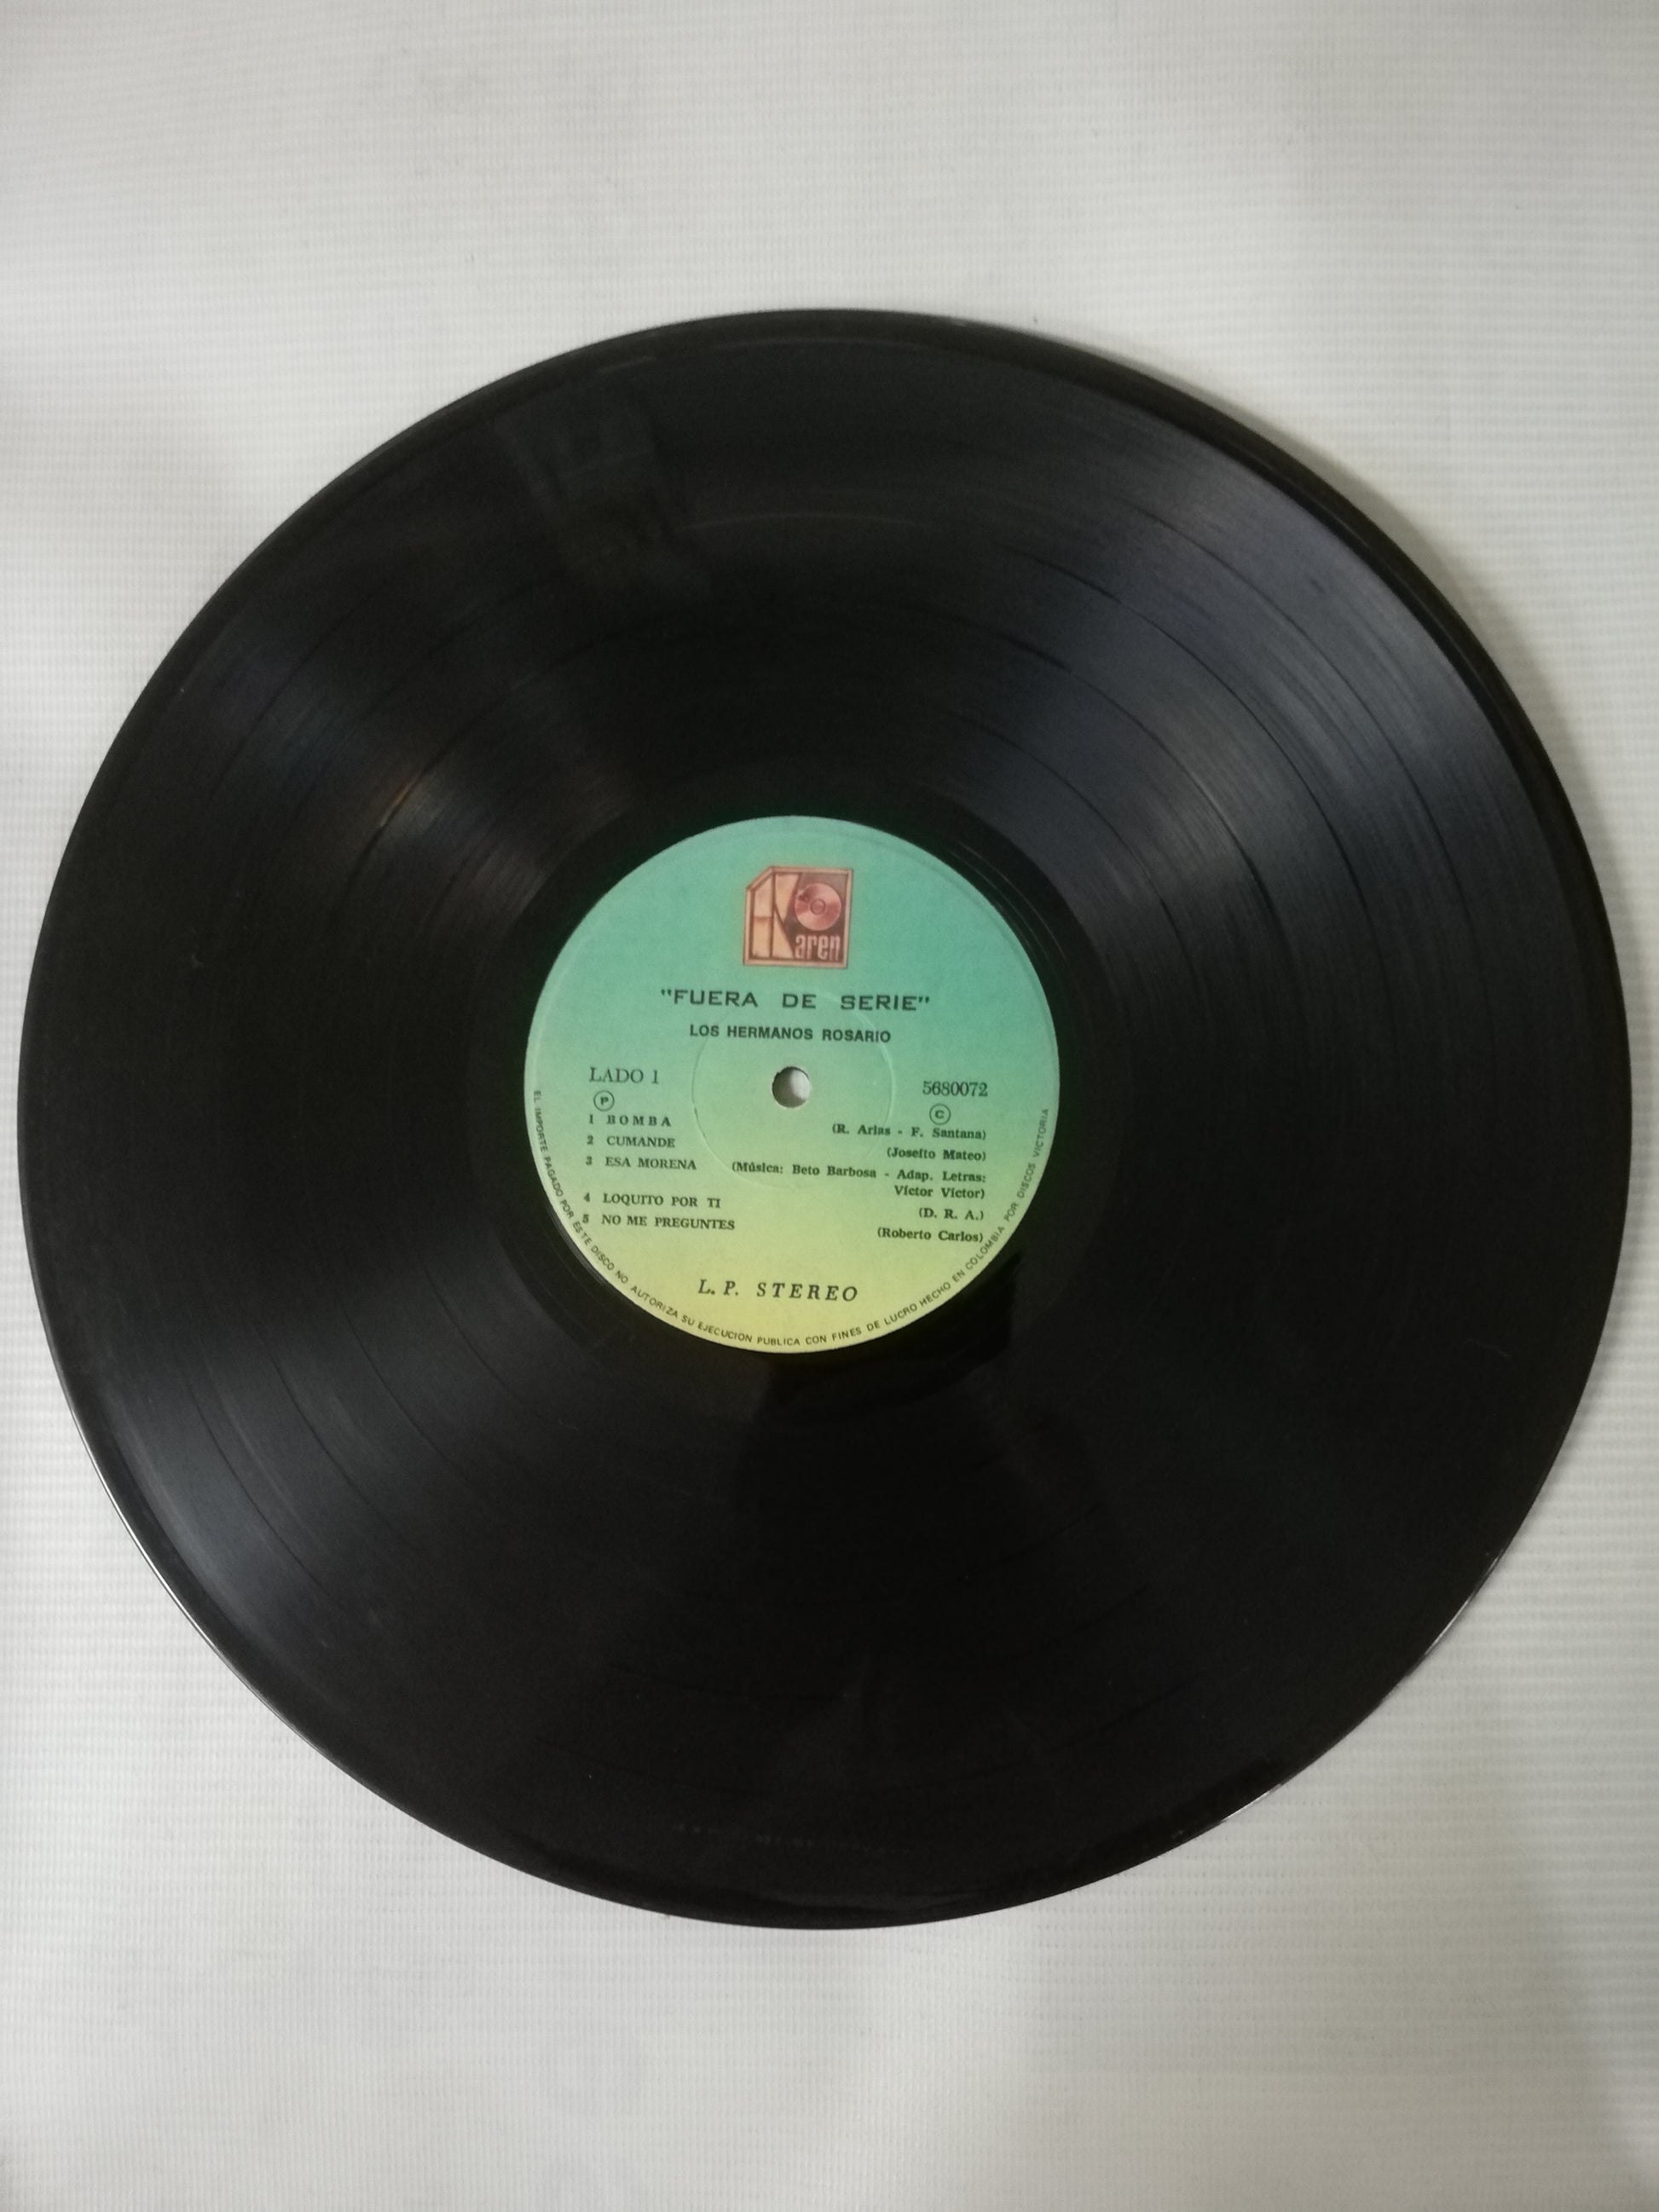 Karen
"FUERA DE SERIE"
LOS HERMANOS ROSARIO
LADO 1
5680072
Ⓟ
Ⓒ
1 BOMBA (R. Arias - F. Santana)
2 CUMANDE (Joseito Mateo)
3 ESA MORENA (Música: Beto Barbosa - Adap. Letras:
Víctor Víctor)
4 LOQUITO POR TI (D. R. A.)
5 NO ME PREGUNTES (Roberto Carlos)
L. P. STEREO
EL IMPORTE PAGADO POR ESTE DISCO NO AUTORIZA SU EJECUCION PUBLICA CON FINES DE LUCRO HECHO EN COLOMBIA POR DISCOS VICTORIA